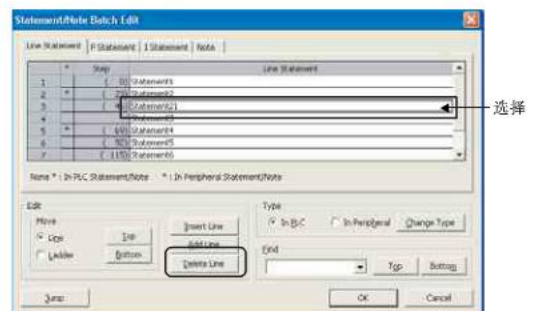 Statement/Note Batch Edit
Line Statement P Statement I Statement Note
* Step Line Statement
1 ( 0) Statement1
2 * Statement2
3 Statement21
4 Statement3
5 * ( 69) Statement4
6 ( 92) Statement5
7 ( 115) Statement6
选择
None * : In PLC Statement/Note * : In Peripheral Statement/Note
Edit
Move
Line
Ladder
Top
Bottom
Insert Line
Add Line
Delete Line
Type
In PLC In Peripheral Change Type
Find
Top Bottom
Jump OK Cancel